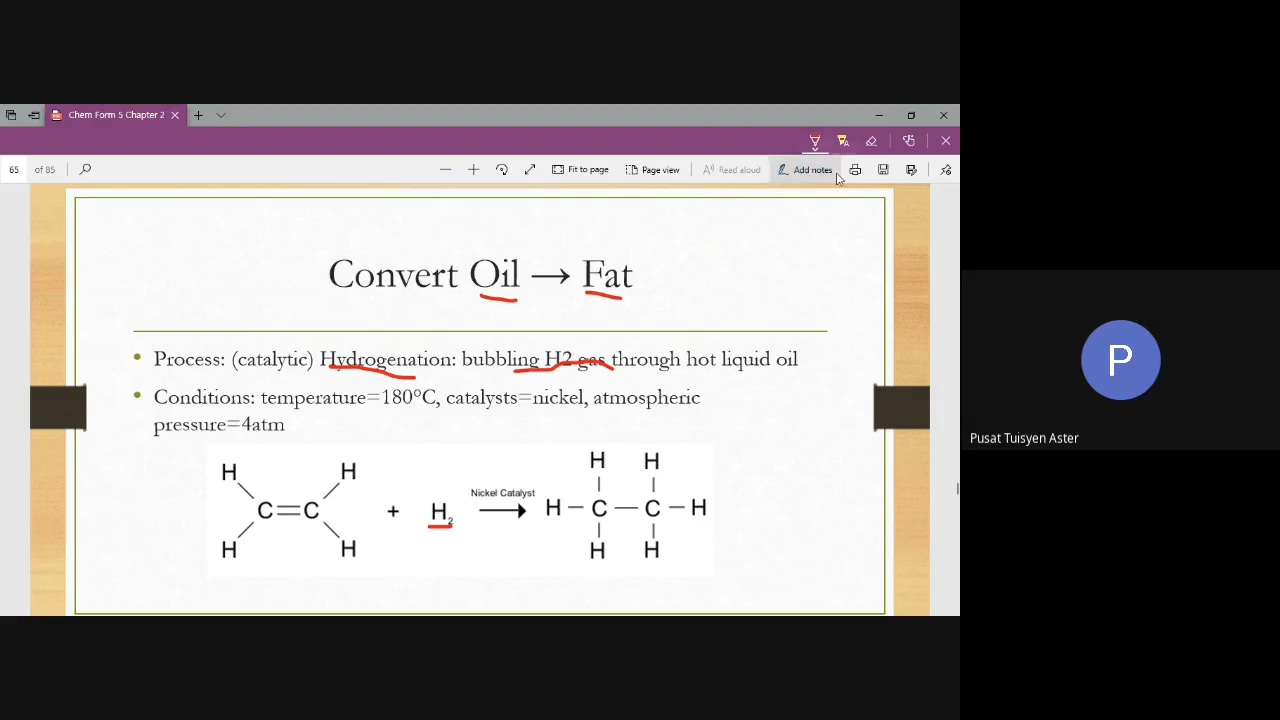 Chem Form 5 Chapter 2
65 of 85
Fit to page
Page view
Read aloud
Add notes
Convert Oil → Fat
Process: (catalytic) Hydrogenation: bubbling H2 gas through hot liquid oil
Conditions: temperature=180°C, catalysts=nickel, atmospheric
pressure=4atm
H H
C=C + H₂ Nickel Catalyst
H H
H H
H–C–C–H
H H
P
Pusat Tuisyen Aster